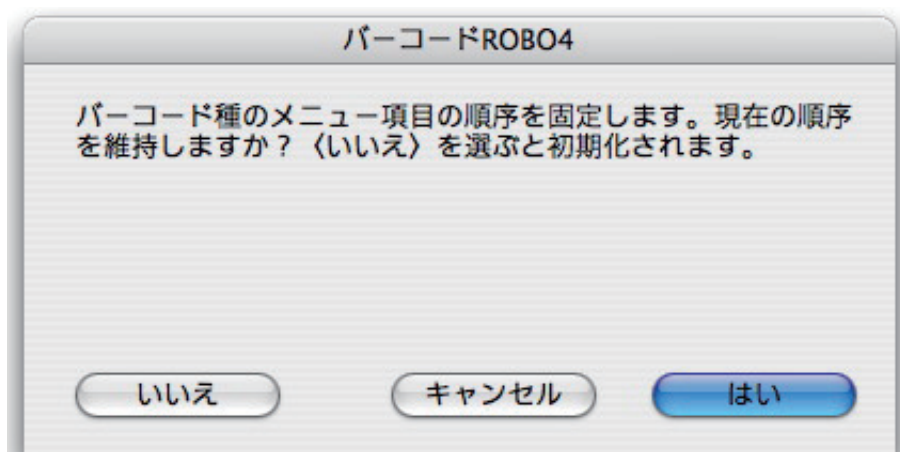 バーコードROBO4
バーコード種のメニュー項目の順序を固定します。現在の順序
を維持しますか？〈いいえ〉を選ぶと初期化されます。
いいえ
キャンセル
はい